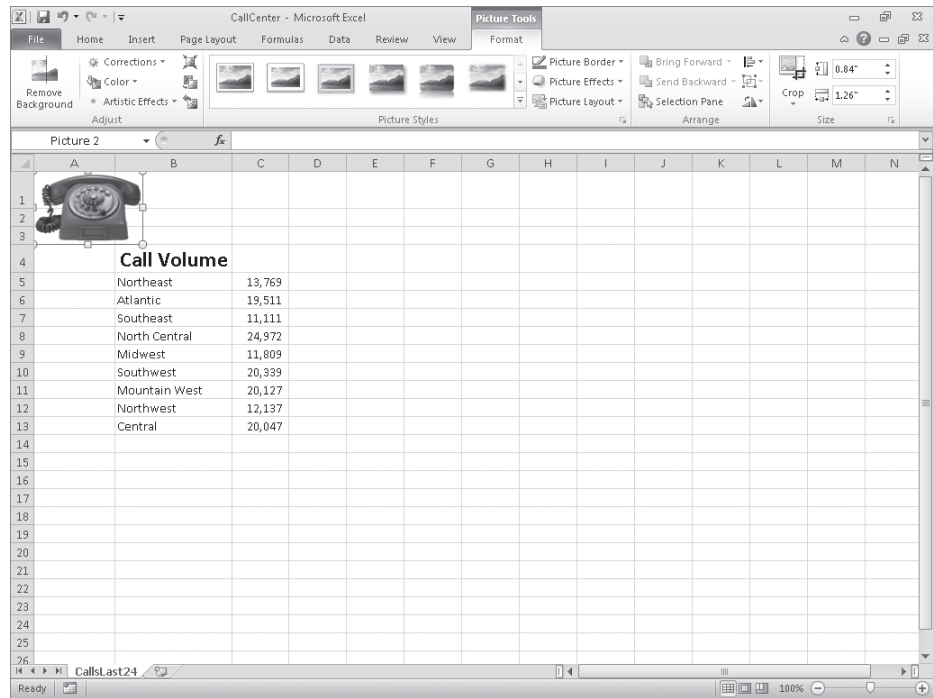 CallCenter - Microsoft Excel
Picture Tools
File Home Insert Page Layout Formulas Data Review View Format
Remove Background
Corrections
Color
Artistic Effects
Adjust
Picture Styles
Picture Border
Picture Effects
Picture Layout
Bring Forward
Send Backward
Selection Pane
Arrange
Crop
0.84"
1.26"
Size
Picture 2 fx
A B C D E F G H I J K L M N
1
2
3
4 Call Volume
5 Northeast 13,769
6 Atlantic 19,511
7 Southeast 11,111
8 North Central 24,972
9 Midwest 11,809
10 Southwest 20,339
11 Mountain West 20,127
12 Northwest 12,137
13 Central 20,047
14
15
16
17
18
19
20
21
22
23
24
25
26
CallsLast24
Ready 100%